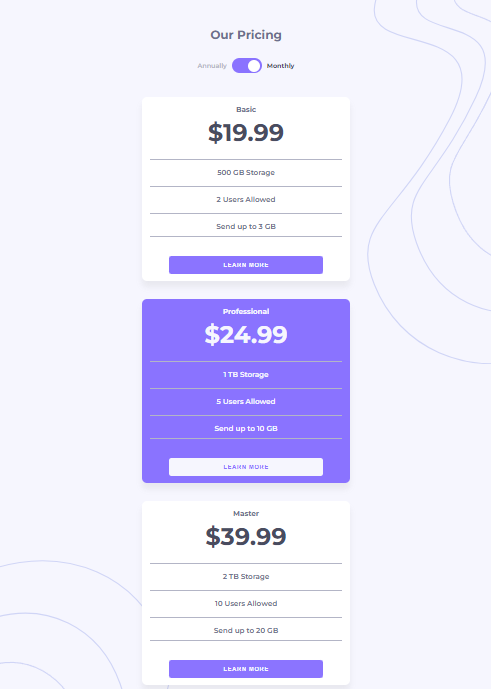 Our Pricing
Annually Monthly
Basic
$19.99
500 GB Storage
2 Users Allowed
Send up to 3 GB
LEARN MORE
Professional
$24.99
1 TB Storage
5 Users Allowed
Send up to 10 GB
LEARN MORE
Master
$39.99
2 TB Storage
10 Users Allowed
Send up to 20 GB
LEARN MORE